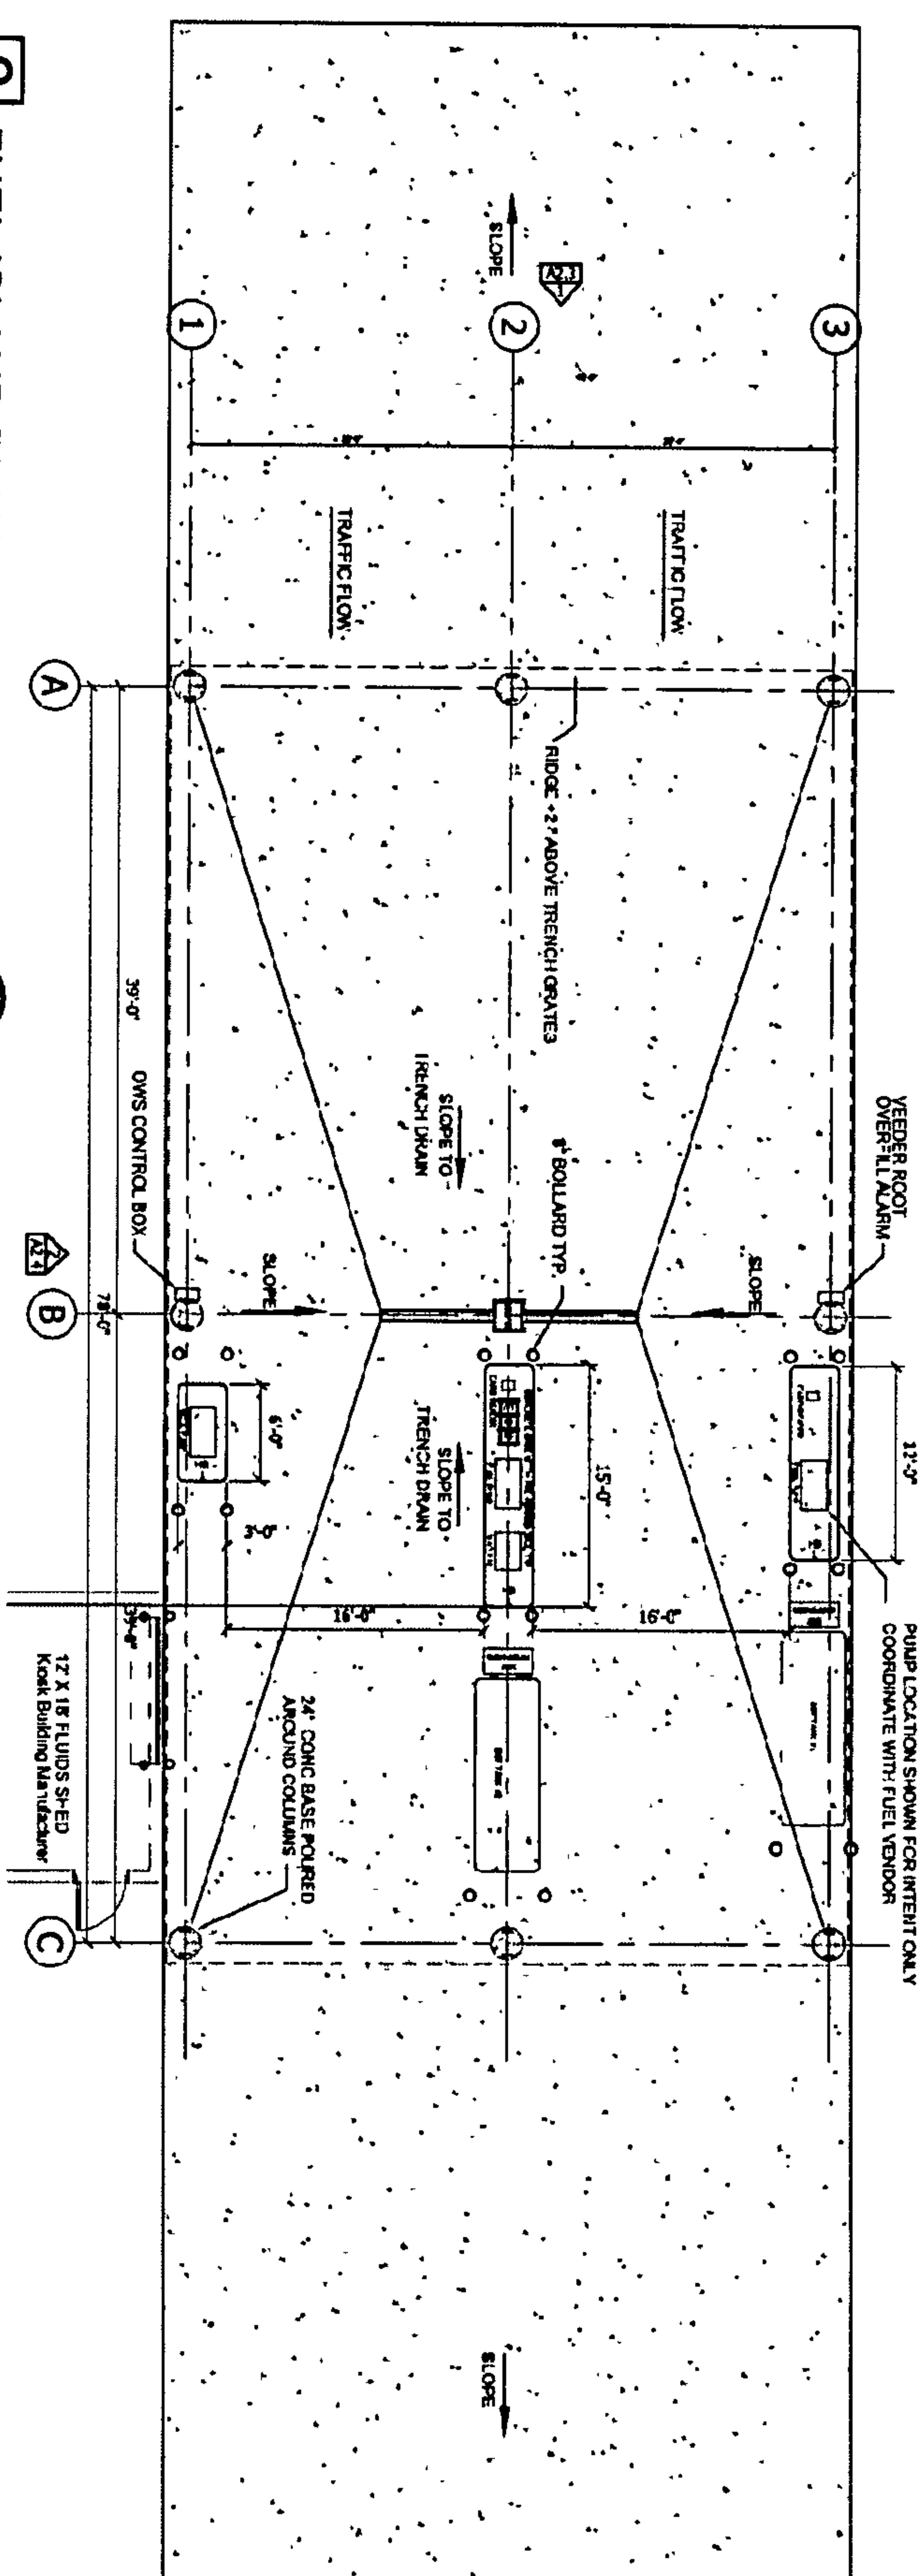 SLOPE
A2.3
1
1
2
3
TRAFFIC FLOW
TRAFFIC FLOW
A
RIDGE +2" ABOVE TRENCH GRATES
39'-0"
SLOPE TO
TRENCH DRAIN
8" BOLLARD TYP.
VEEDER ROOT
OVERFILL ALARM
OWS CONTROL BOX
SLOPE
SLOPE
2
A2.4
B
78'-0"
12'-0"
6'-0"
15'-0"
SLOPE TO
TRENCH DRAIN
3'-0"
16'-0"
16'-0"
PUMP LOCATION SHOWN FOR INTENT ONLY
COORDINATE WITH FUEL VENDOR
12' X 18' FLUIDS SHED
Kiosk Building Manufacturer
24" CONC BASE POURED
AROUND COLUMNS
C
SLOPE